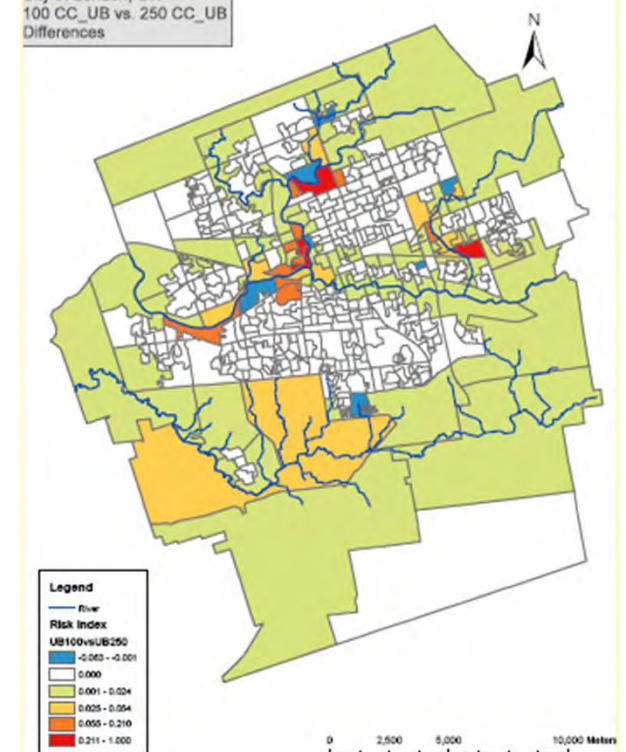 100 CC_UB vs. 250 CC_UB
Differences
N
Legend
River
Risk Index
UB100vsUB250
-0.063 - -0.001
0.000
0.001 - 0.024
0.025 - 0.054
0.055 - 0.210
0.211 - 1.000
0 2,500 5,000 10,000 Meters